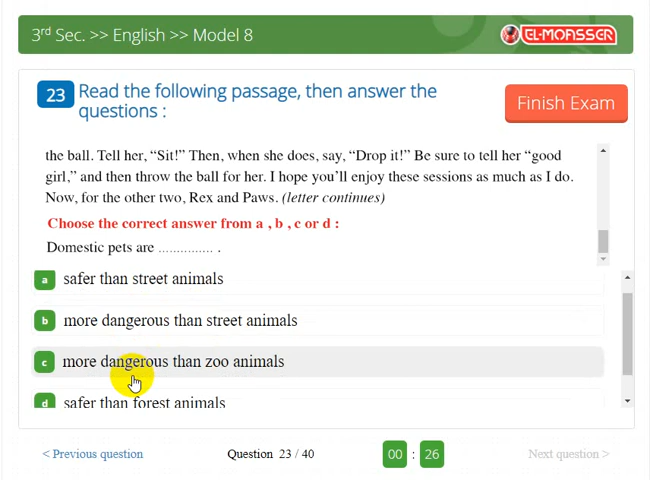 3rd Sec. >> English >> Model 8
EL-MOASSER
23 Read the following passage, then answer the
questions :
Finish Exam
the ball. Tell her, “Sit!” Then, when she does, say, “Drop it!” Be sure to tell her “good
girl,” and then throw the ball for her. I hope you’ll enjoy these sessions as much as I do.
Now, for the other two, Rex and Paws. (letter continues)
Choose the correct answer from a , b , c or d :
Domestic pets are .............. .
a safer than street animals
b more dangerous than street animals
c more dangerous than zoo animals
d safer than forest animals
< Previous question
Question 23 / 40
00 : 26
Next question >